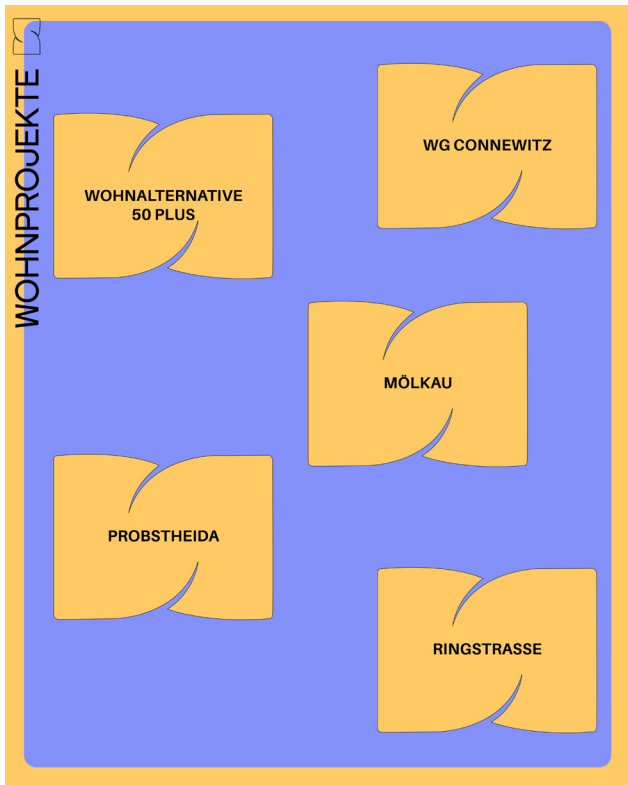 WOHNPROJEKTE
WG CONNEWITZ
WOHNALTERNATIVE
50 PLUS
MÖLKAU
PROBSTHEIDA
RINGSTRASSE